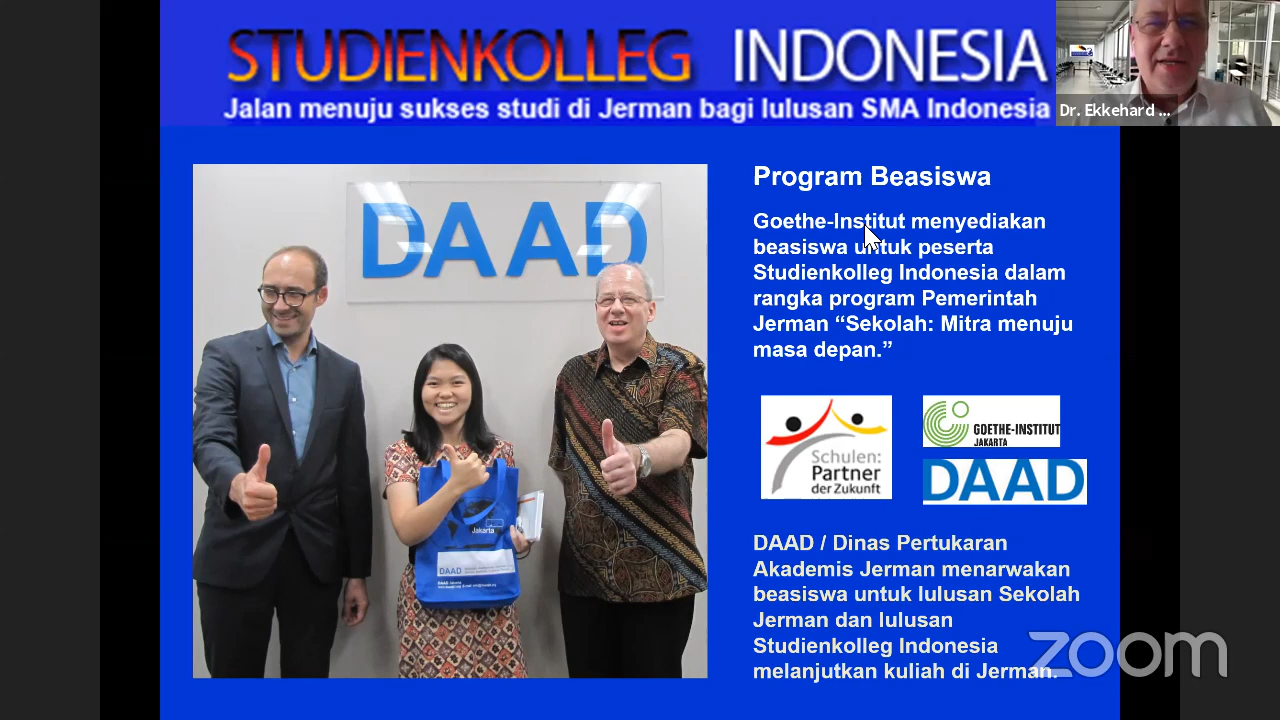 STUDIENKOLLEG INDONESIA
Jalan menuju sukses studi di Jerman bagi lulusan SMA Indonesia
Dr. Ekkehard ...
DAAD
Program Beasiswa
Goethe-Institut menyediakan
beasiswa untuk peserta
Studienkolleg Indonesia dalam
rangka program Pemerintah
Jerman “Sekolah: Mitra menuju
masa depan.”
Schulen:
Partner
der Zukunft
GOETHE-INSTITUT
JAKARTA
DAAD
Jakarta
DAAD
DAAD / Dinas Pertukaran
Akademis Jerman menarwakan
beasiswa untuk lulusan Sekolah
Jerman dan lulusan
Studienkolleg Indonesia
melanjutkan kuliah di Jerman.
zoom